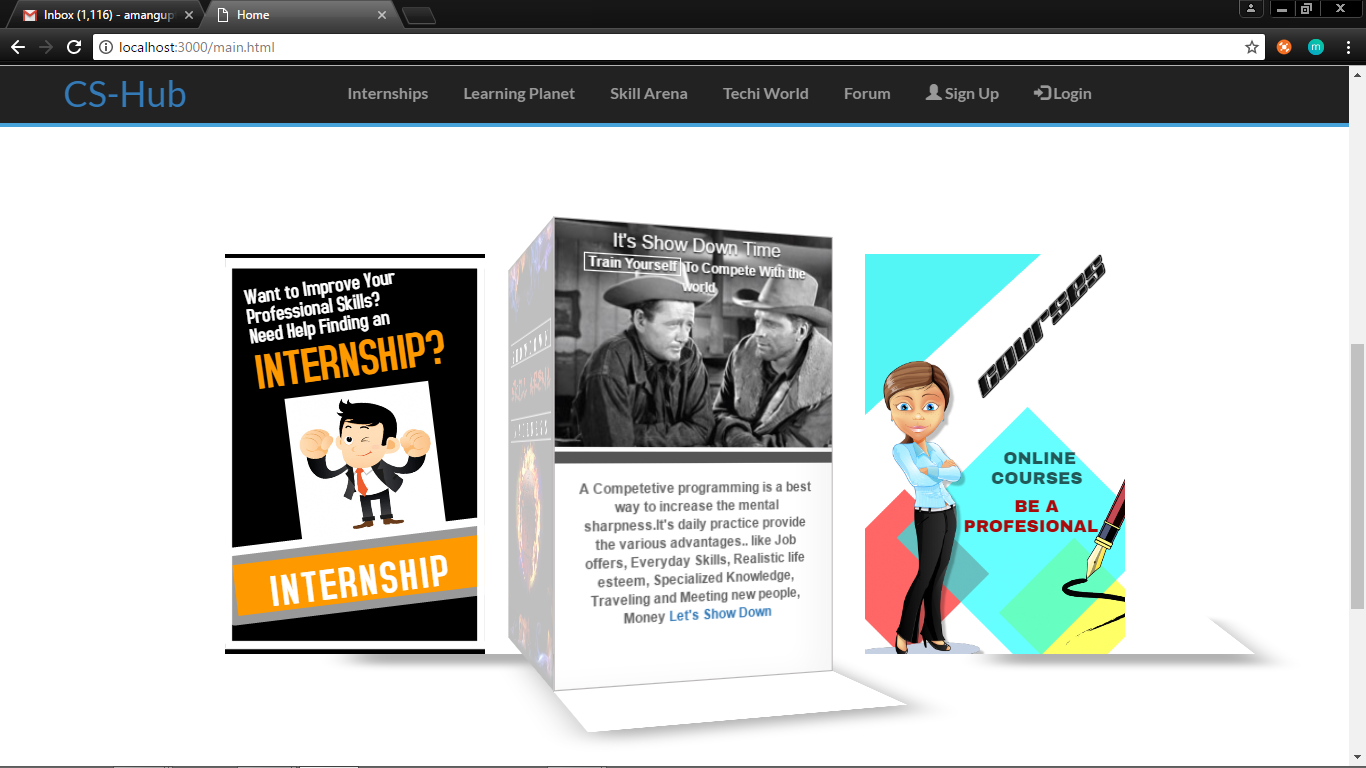 Inbox (1,116) - amangup
Home
localhost:3000/main.html
m
CS-Hub
Internships
Learning Planet
Skill Arena
Techi World
Forum
Sign Up
Login
Want to Improve Your
Professional Skills?
Need Help Finding an
INTERNSHIP?
INTERNSHIP
SKILL ARENA
It's Show Down Time
Train Yourself To Compete With the
world
A Competetive programming is a best
way to increase the mental
sharpness.It's daily practice provide
the various advantages.. like Job
offers, Everyday Skills, Realistic life
esteem, Specialized Knowledge,
Traveling and Meeting new people,
Money Let's Show Down
courses
ONLINE
COURSES
BE A
PROFESIONAL